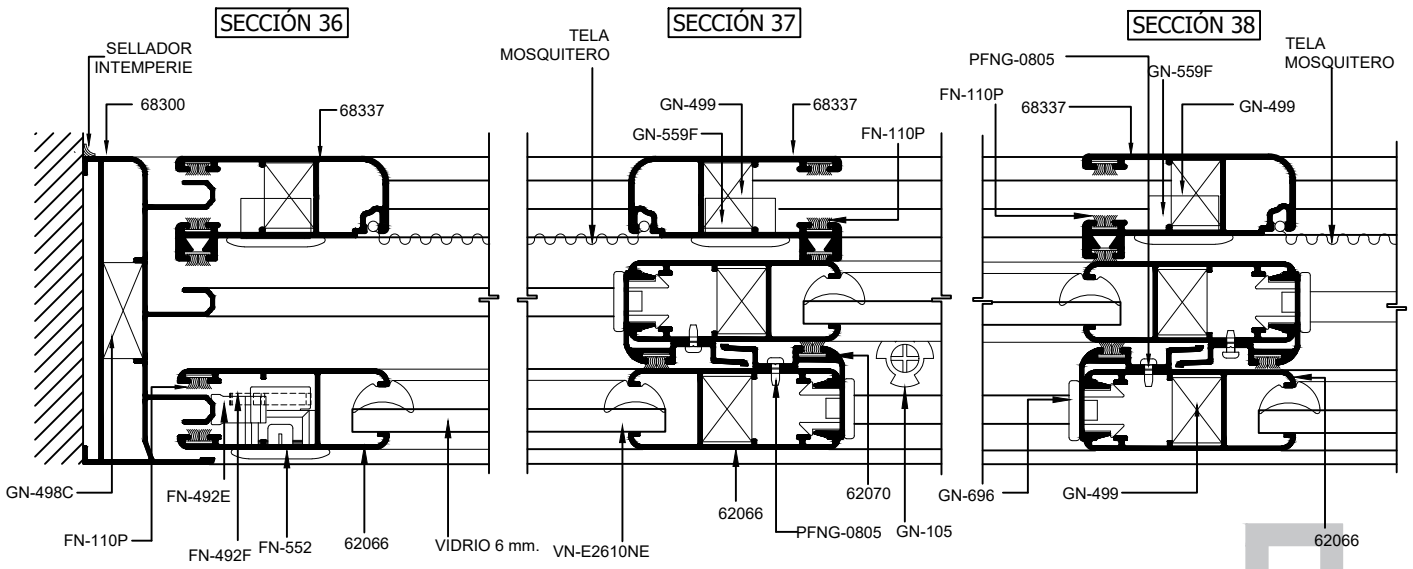 SECCIÓN 36
SELLADOR
INTEMPERIE
68300
68337
GN-498C
FN-110P
FN-492E
FN-492F
FN-552
62066
VIDRIO 6 mm.
SECCIÓN 37
TELA
MOSQUITERO
GN-499
GN-559F
68337
FN-110P
VN-E2610NE
62066
PFNG-0805
62070
GN-105
SECCIÓN 38
PFNG-0805
GN-559F
TELA
MOSQUITERO
FN-110P
68337
GN-499
GN-696
GN-499
62066